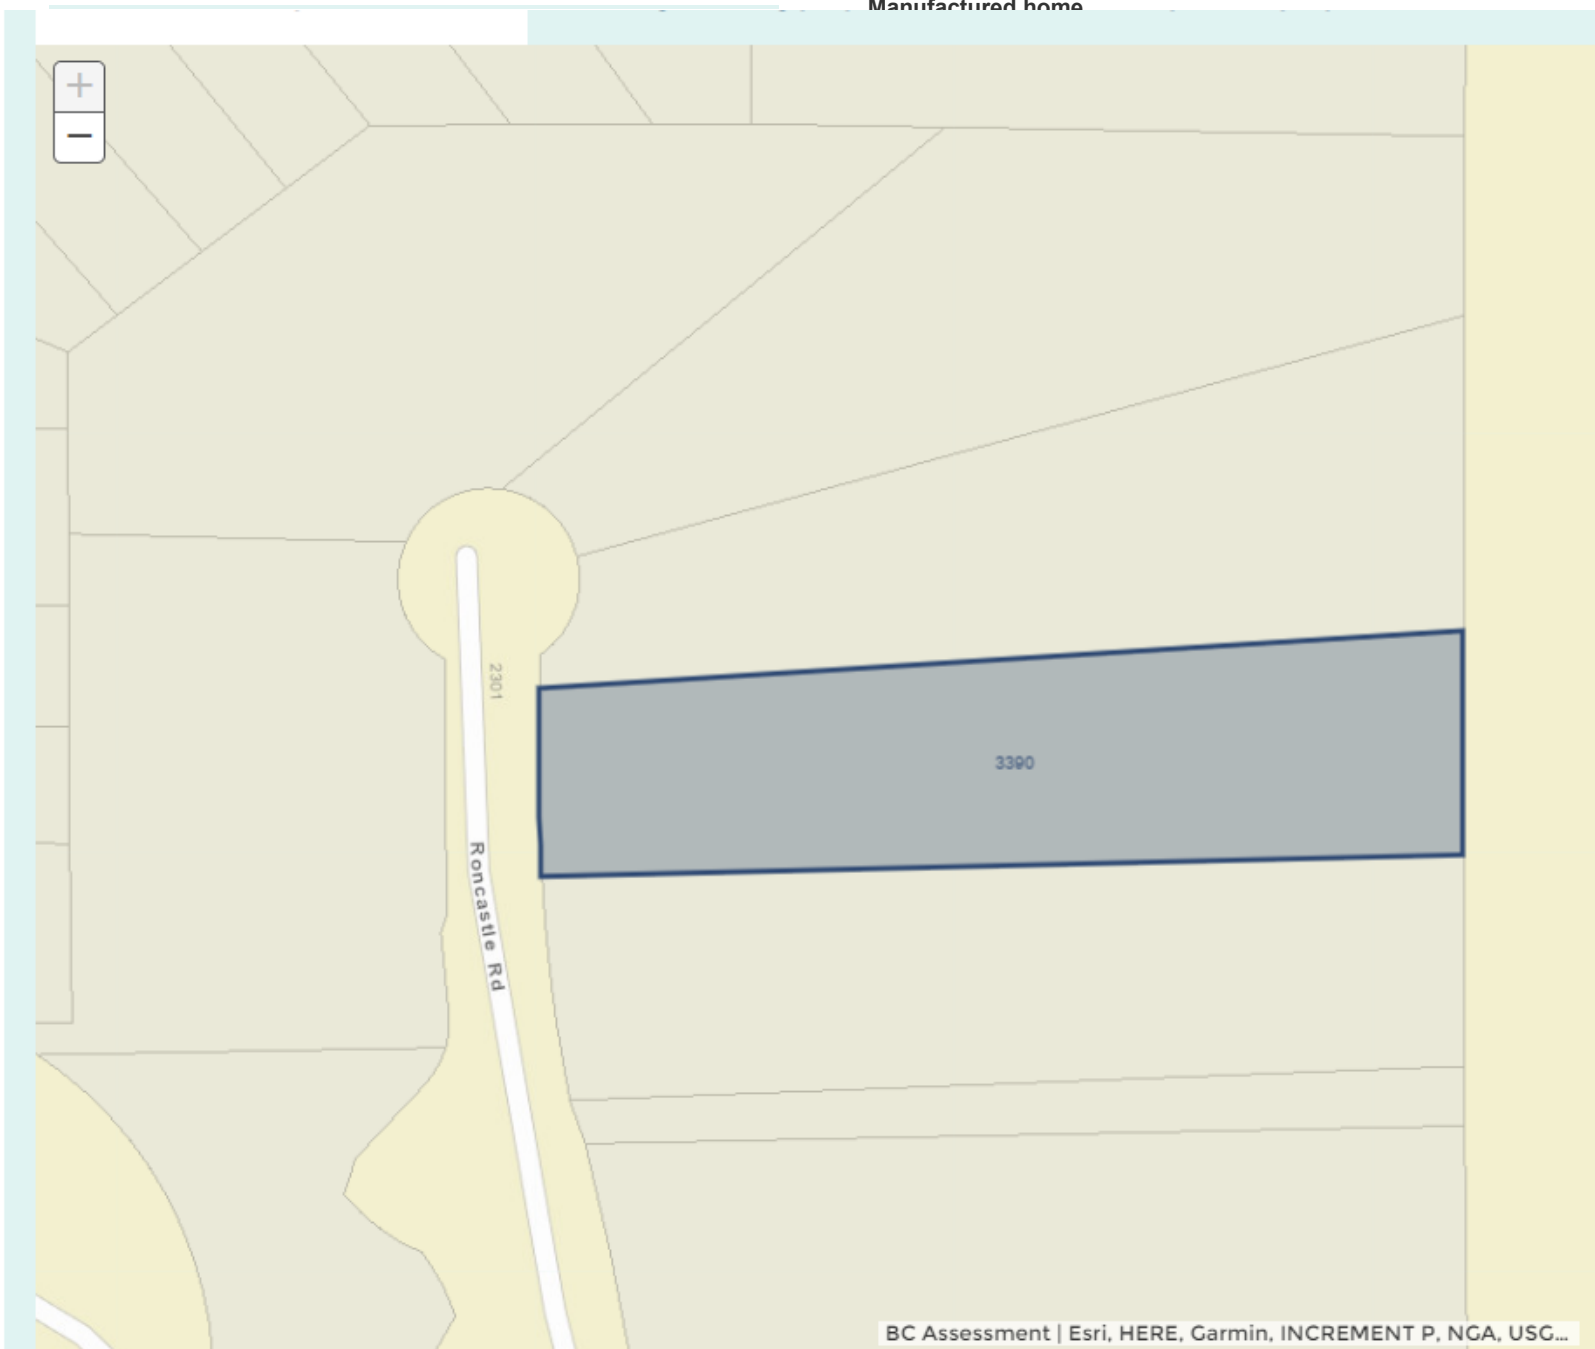 Manufactured home
+
−
2301
3390
Roncastle Rd
BC Assessment | Esri, HERE, Garmin, INCREMENT P, NGA, USG...